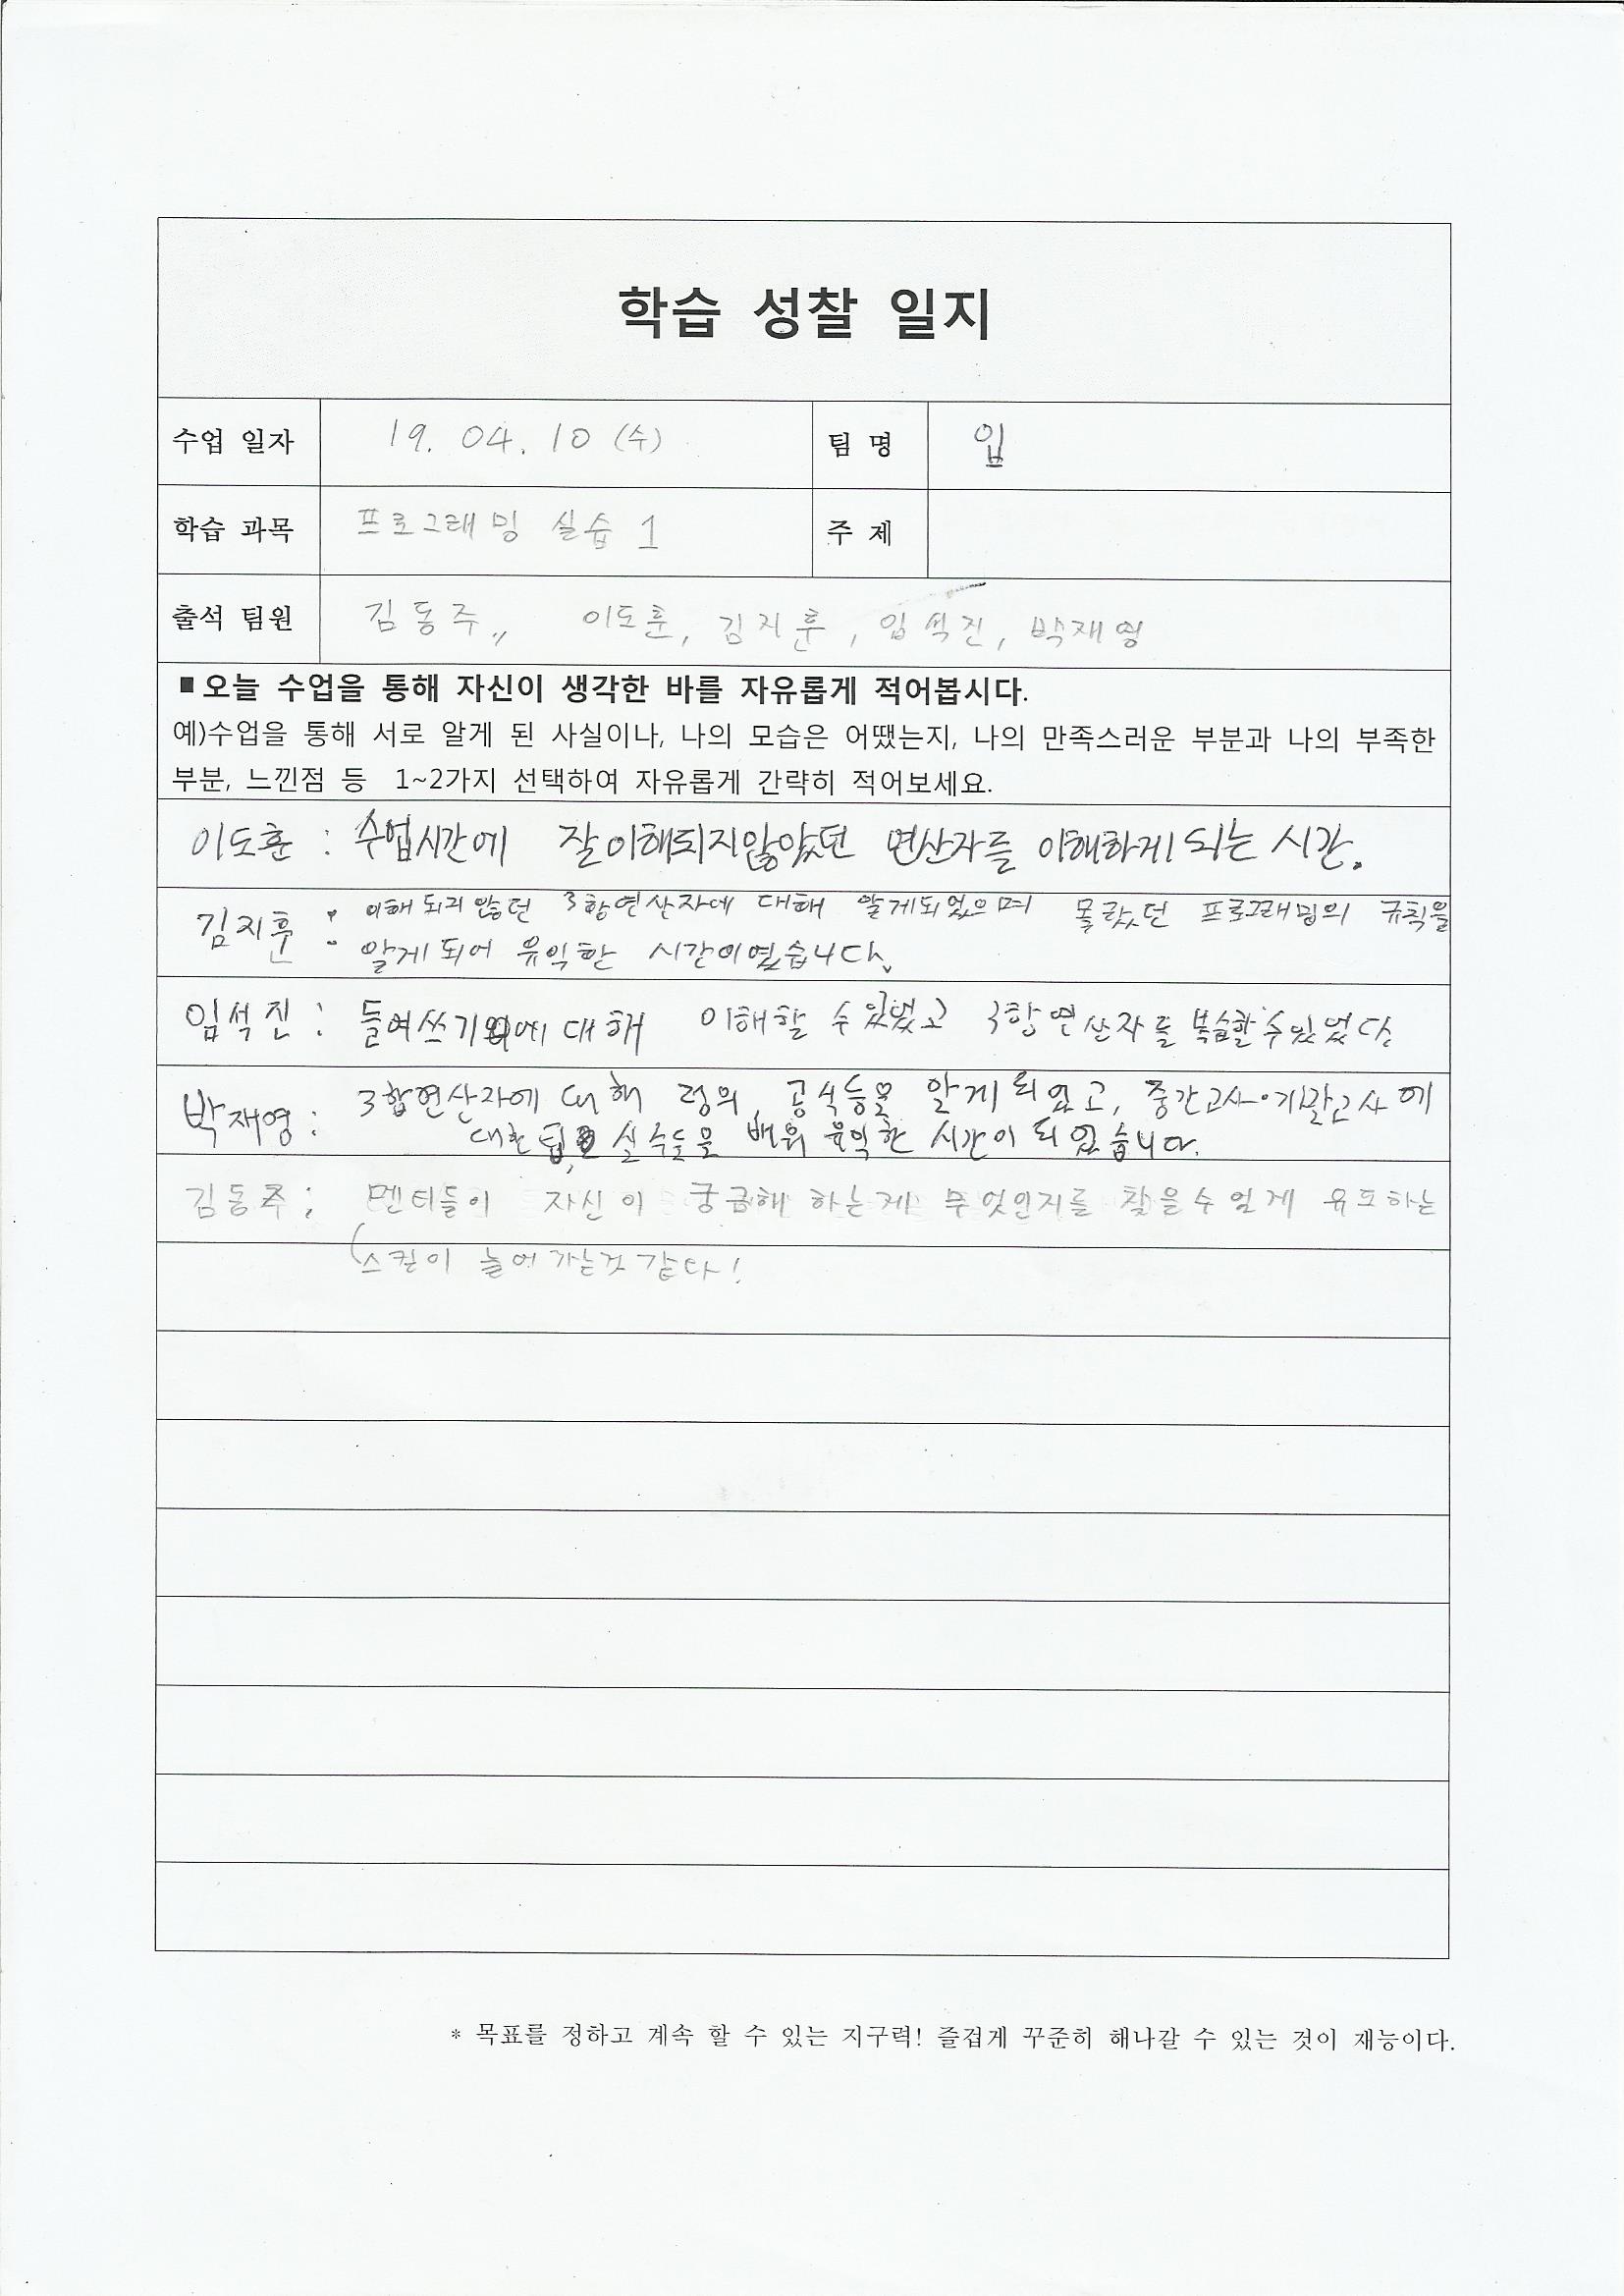 학습 성찰 일지
수업 일자 19. 04. 10 (수) 팀 명 입
학습 과목 프로그래밍 실습 1 주 제
출석 팀원 김동주,, 이도훈, 김지훈, 임석진, 박재영
■오늘 수업을 통해 자신이 생각한 바를 자유롭게 적어봅시다.
예)수업을 통해 서로 알게 된 사실이나, 나의 모습은 어땠는지, 나의 만족스러운 부분과 나의 부족한
부분, 느낀점 등 1~2가지 선택하여 자유롭게 간략히 적어보세요.
이도훈 : 수업시간에 잘이해되지않았던 연산자를 이해하게되는 시간.
김지훈 : 이해되지 않던 3항연산자에 대해 알게되었으며 몰랐던 프로그래밍의 규칙을
알게되어 유익한 시간이였습니다.
임석진 : 들여쓰기에 대해 이해할 수있었고 3항연산자를 복습할수있었다.
박재영 : 3합연산자에 대해 정의, 공식등을 알게되었고, 중간고사·기말고사에
대한 팁, 실수들을 배워 유익한 시간이 되었습니다.
김동주 ; 멘티들이 자신이 궁금해 하는게 무엇인지를 찾을수있게 유도하는
(스킬이 늘어가는것 같다!
* 목표를 정하고 계속 할 수 있는 지구력! 즐겁게 꾸준히 해나갈 수 있는 것이 재능이다.